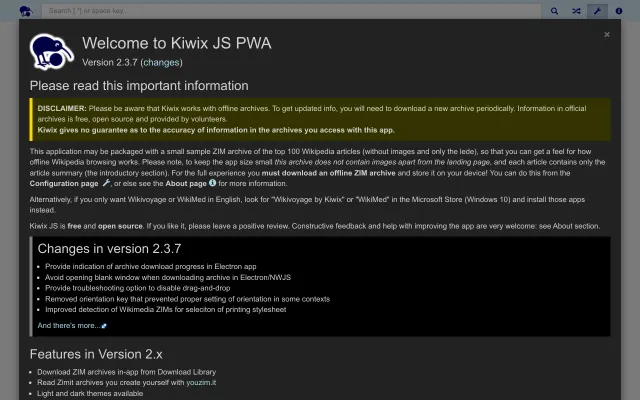 Search [ *] or space key..
Welcome to Kiwix JS PWA
Version 2.3.7 (changes)
Please read this important information
DISCLAIMER: Please be aware that Kiwix works with offline archives. To get updated info, you will need to download a new archive periodically. Information in official
archives is free, open source and provided by volunteers.
Kiwix gives no guarantee as to the accuracy of information in the archives you access with this app.
This application may be packaged with a small sample ZIM archive of the top 100 Wikipedia articles (without images and only the lede), so that you can get a feel for how
offline Wikipedia browsing works. Please note, to keep the app size small this archive does not contain images apart from the landing page, and each article contains only the
article summary (the introductory section). For the full experience you must download an offline ZIM archive and store it on your device! You can do this from the
Configuration page , or else see the About page for more information.
Alternatively, if you only want Wikivoyage or WikiMed in English, look for "Wikivoyage by Kiwix" or "WikiMed" in the Microsoft Store (Windows 10) and install those apps
instead.
Kiwix JS is free and open source. If you like it, please leave a positive review. Constructive feedback and help with improving the app are very welcome: see About section.
Changes in version 2.3.7
• Provide indication of archive download progress in Electron app
• Avoid opening blank window when downloading archive in Electron/NWJS
• Provide troubleshooting option to disable drag-and-drop
• Removed orientation key that prevented proper setting of orientation in some contexts
• Improved detection of Wikimedia ZIMs for seleciton of printing stylesheet
And there's more...
Features in Version 2.x
• Download ZIM archives in-app from Download Library
• Read Zimit archives you create yourself with youzim.it
• Light and dark themes available